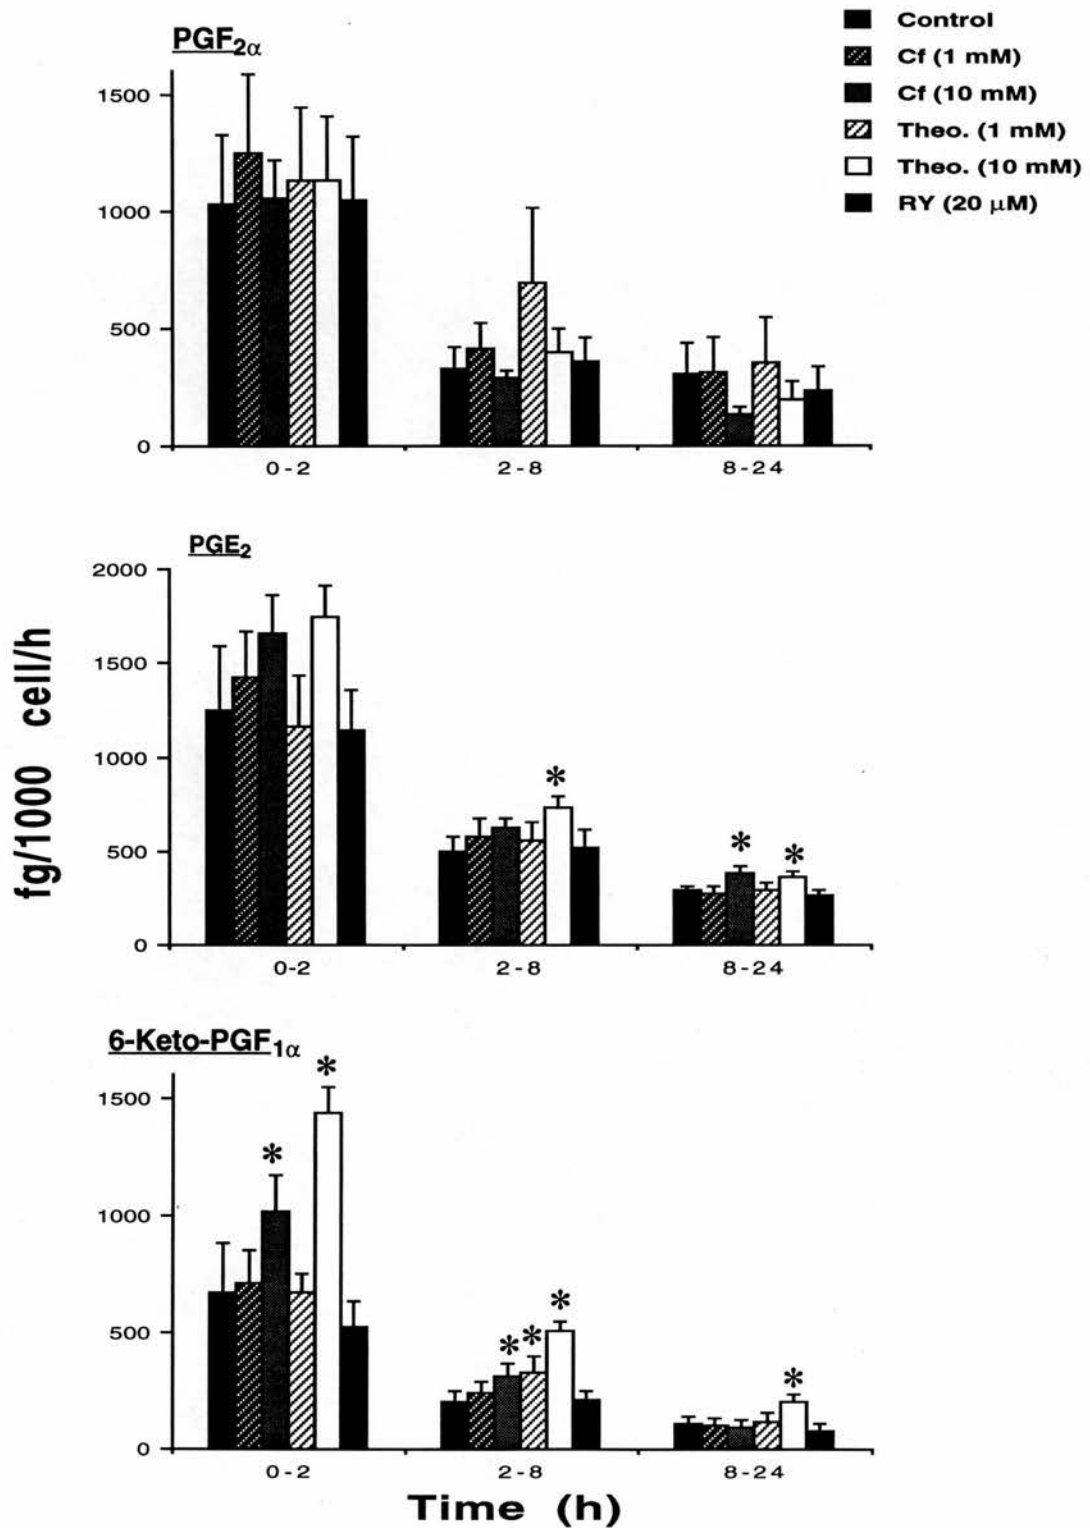 Control
Cf (1 mM)
Cf (10 mM)
Theo. (1 mM)
Theo. (10 mM)
RY (20 μM)
PGF2α
1500
1000
500
0
0-2
2-8
8-24
PGE2
2000
1500
1000
500
0
0-2
2-8
8-24
fg/1000 cell/h
6-Keto-PGF1α
1500
1000
500
0
* * * * * * * * *
0-2
2-8
8-24
Time (h)